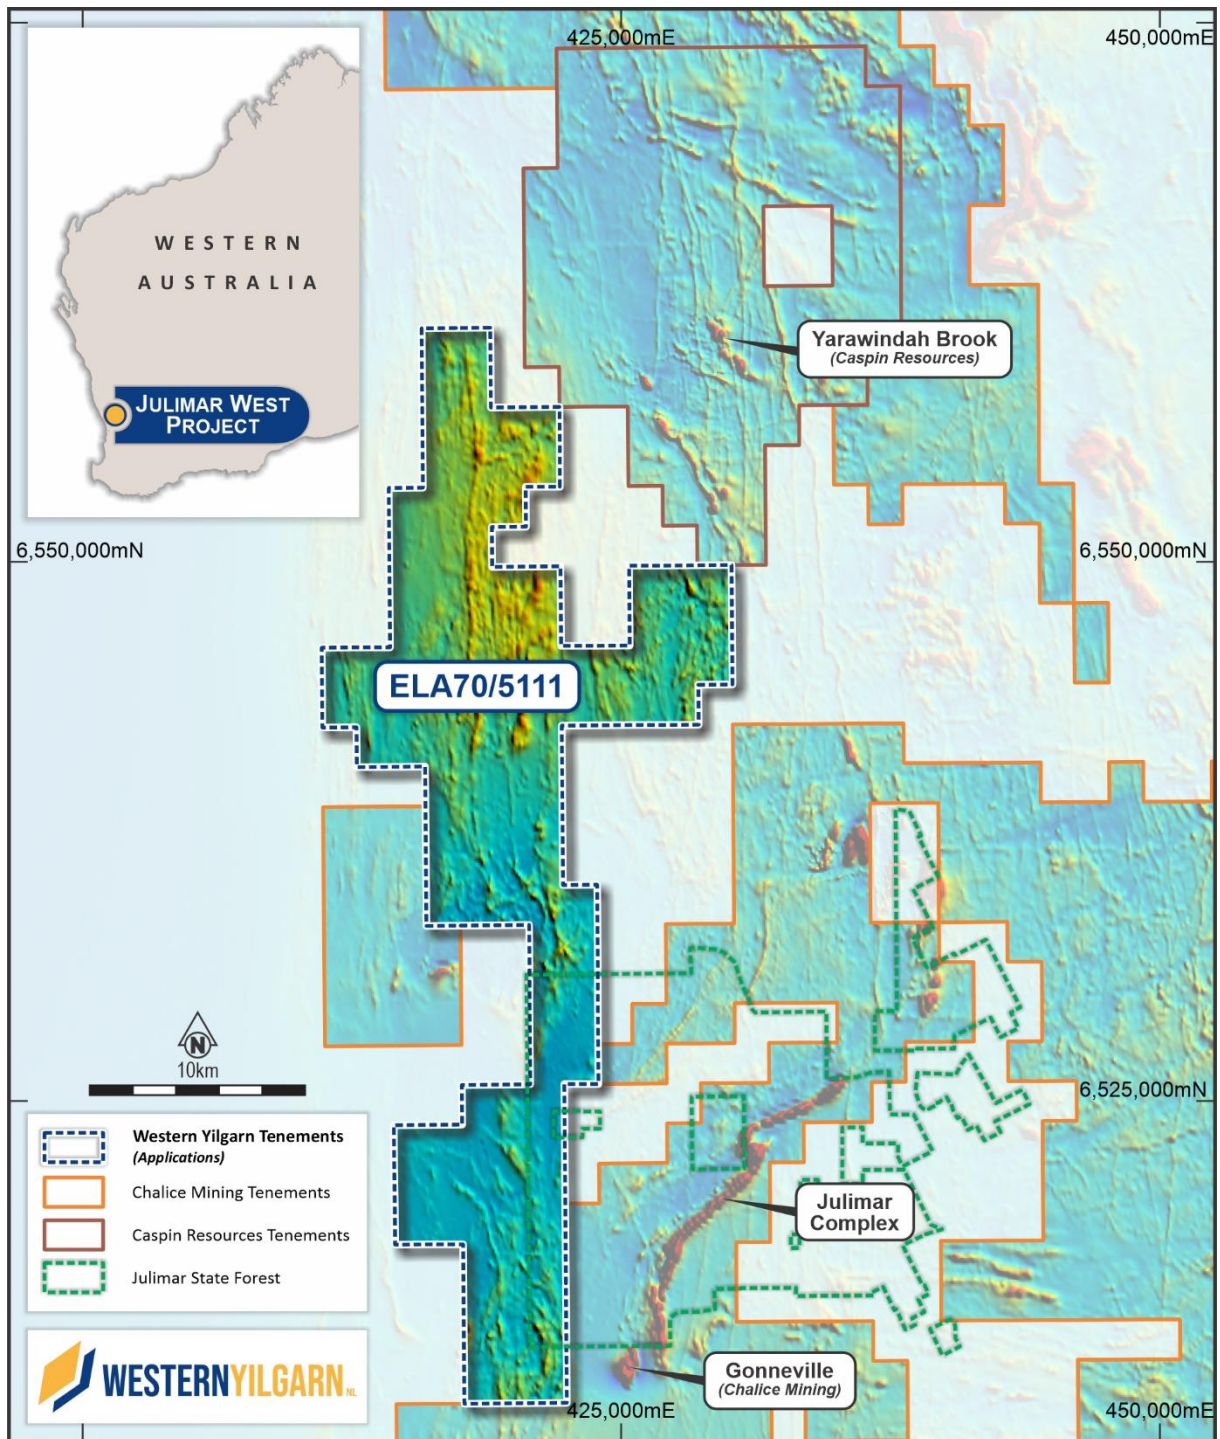 425,000mE
450,000mE
WESTERN
AUSTRALIA
JULIMAR WEST
PROJECT
Yarawindah Brook
(Caspin Resources)
6,550,000mN
6,550,000mN
ELA70/5111
N
10km
6,525,000mN
Western Yilgarn Tenements
(Applications)
Chalice Mining Tenements
Caspin Resources Tenements
Julimar State Forest
Julimar
Complex
Gonneville
(Chalice Mining)
WESTERNYILGARN NL
425,000mE
450,000mE